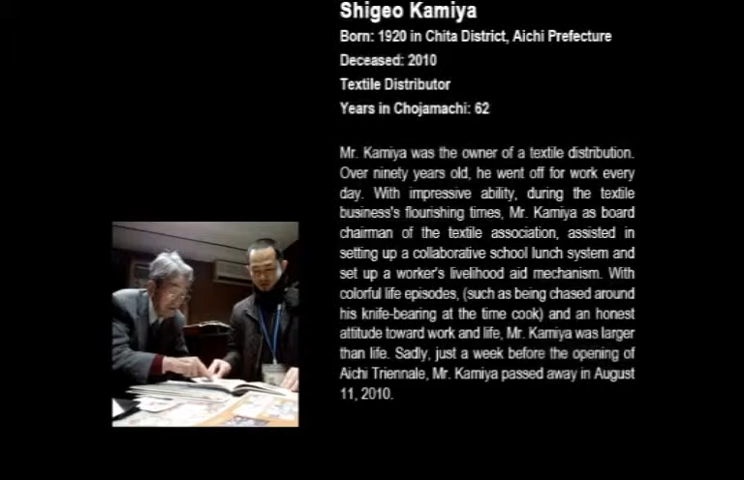 Shigeo Kamiya
Born: 1920 in Chita District, Aichi Prefecture
Deceased: 2010
Textile Distributor
Years in Chojamachi: 62
Mr. Kamiya was the owner of a textile distribution.
Over ninety years old, he went off for work every
day. With impressive ability, during the textile
business's flourishing times, Mr. Kamiya as board
chairman of the textile association, assisted in
setting up a collaborative school lunch system and
set up a worker's livelihood aid mechanism. With
colorful life episodes, (such as being chased around
his knife-bearing at the time cook) and an honest
attitude toward work and life, Mr. Kamiya was larger
than life. Sadly, just a week before the opening of
Aichi Triennale, Mr. Kamiya passed away in August
11, 2010.